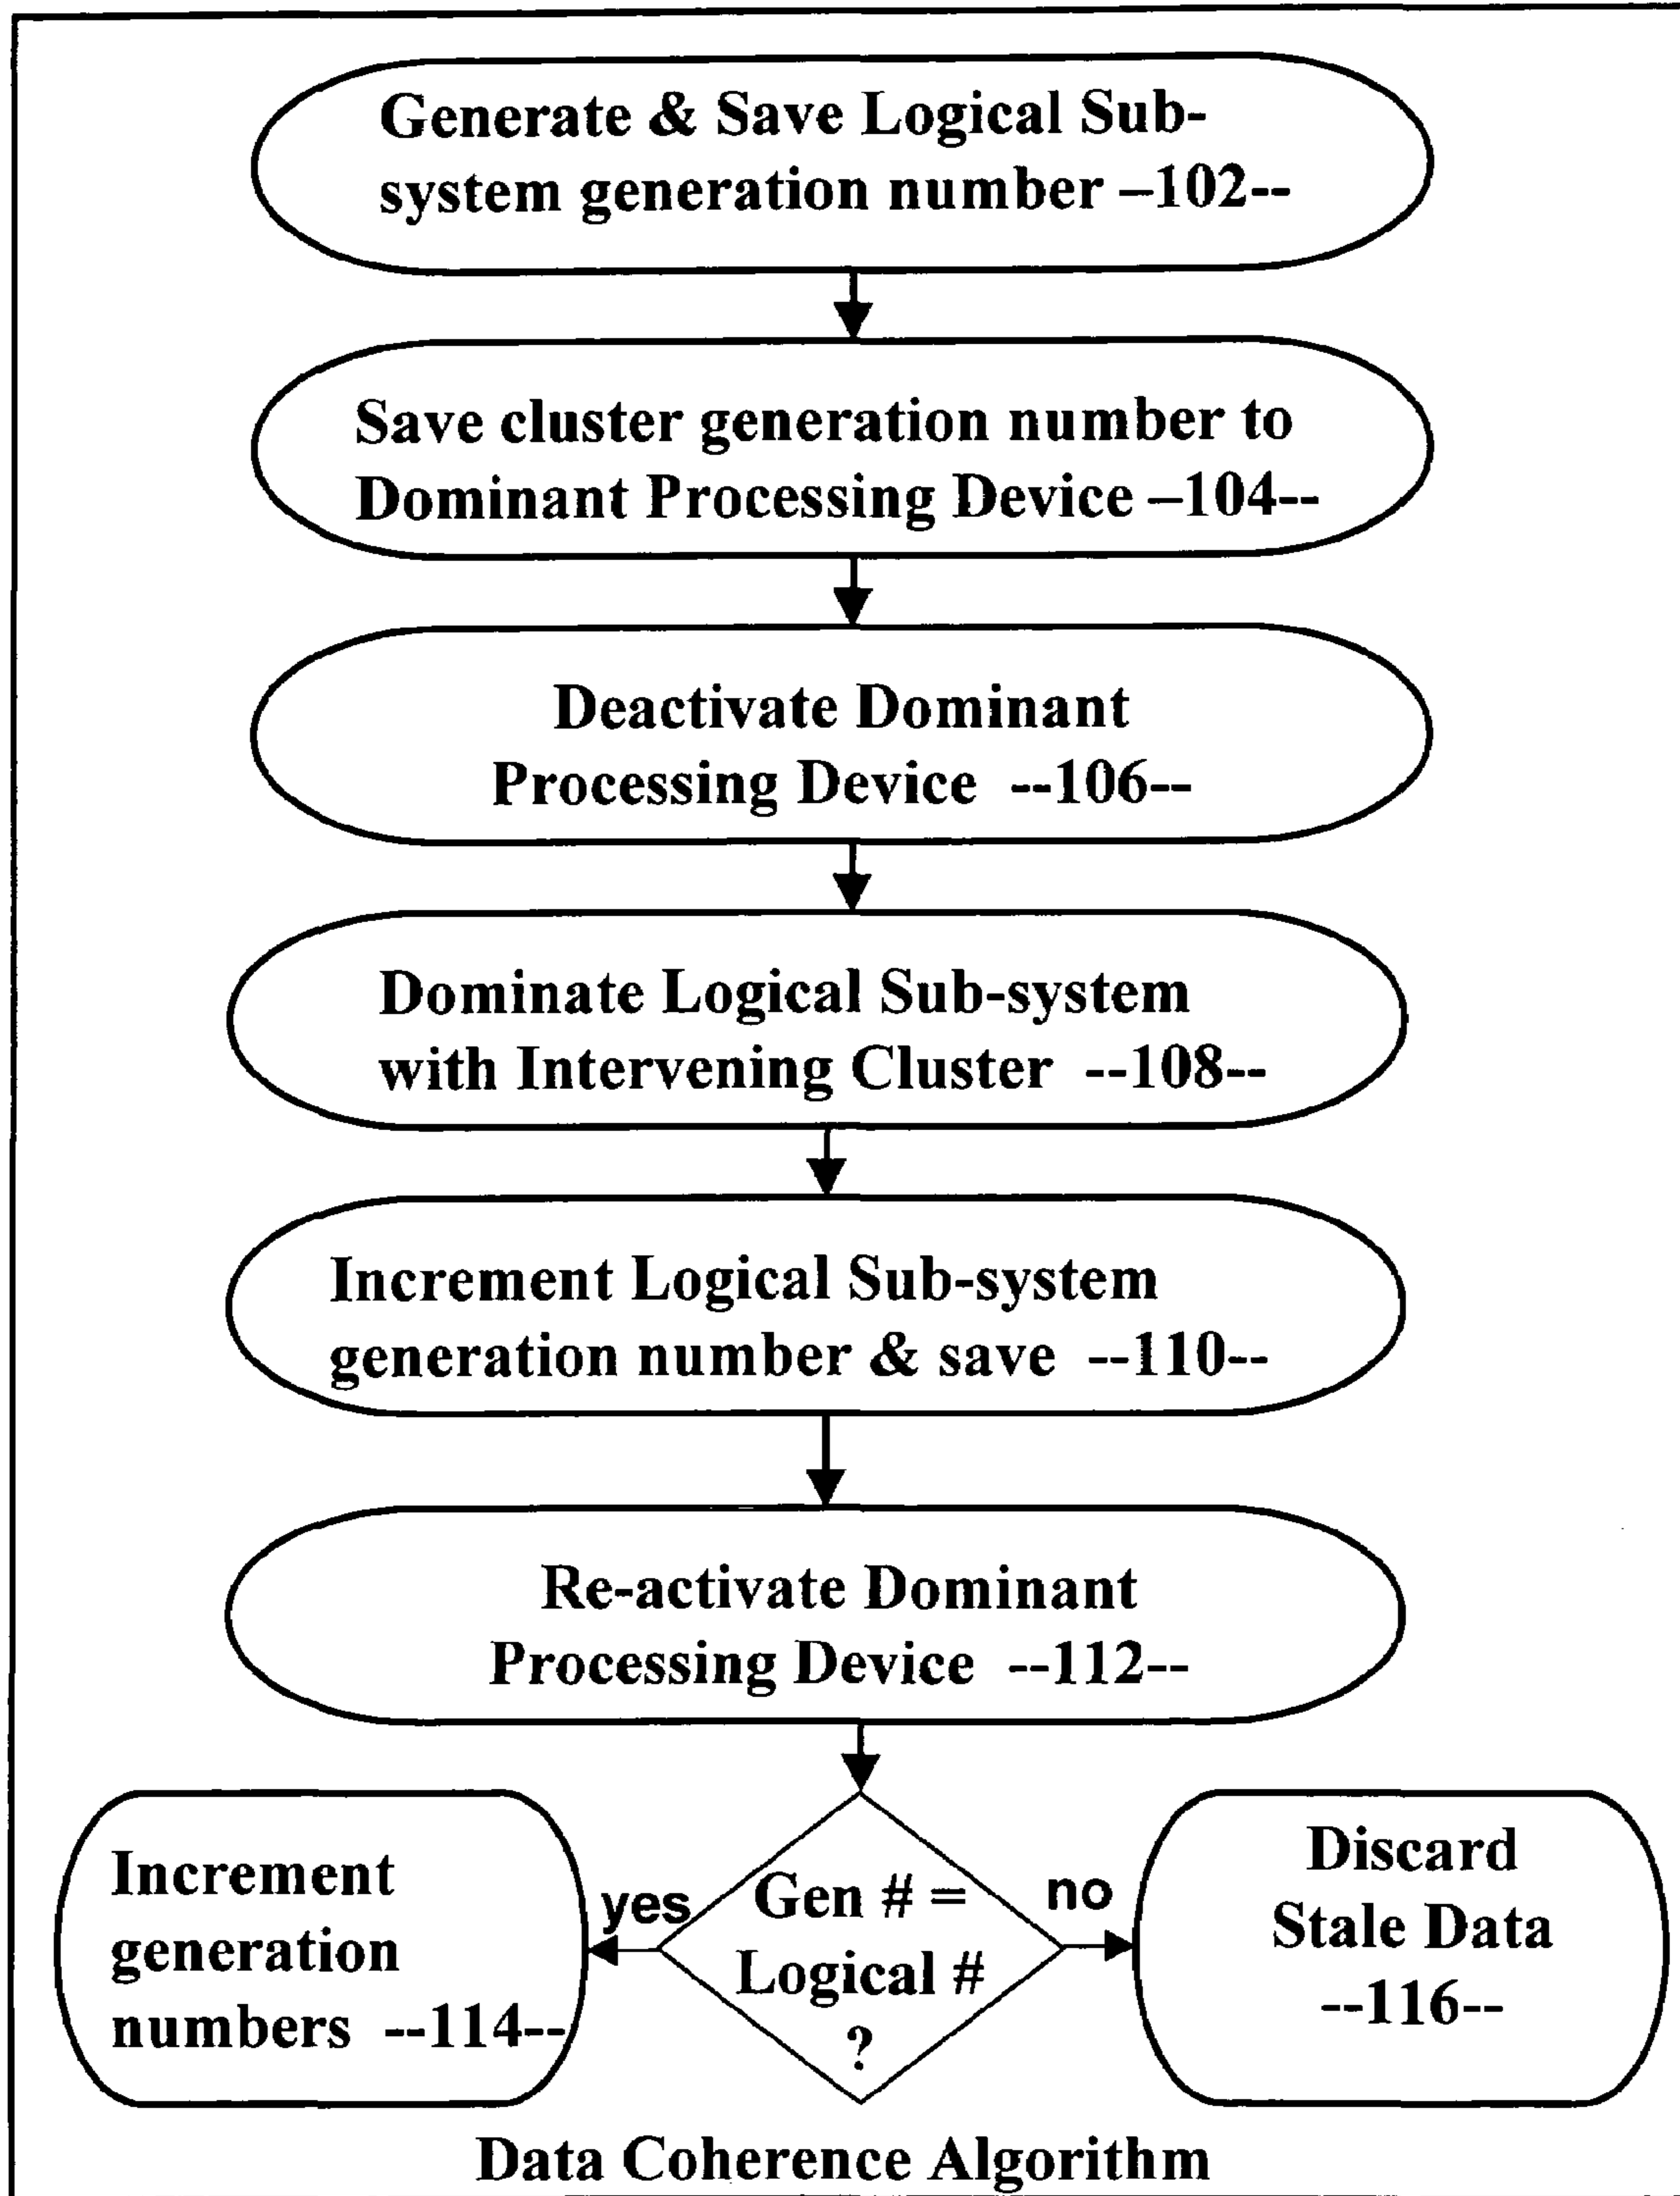 Generate & Save Logical Sub-
system generation number –102--
Save cluster generation number to
Dominant Processing Device –104--
Deactivate Dominant
Processing Device --106--
Dominate Logical Sub-system
with Intervening Cluster --108--
Increment Logical Sub-system
generation number & save --110--
Re-activate Dominant
Processing Device --112--
Increment
generation
numbers --114--
yes
Gen # =
Logical #
?
no
Discard
Stale Data
--116--
Data Coherence Algorithm